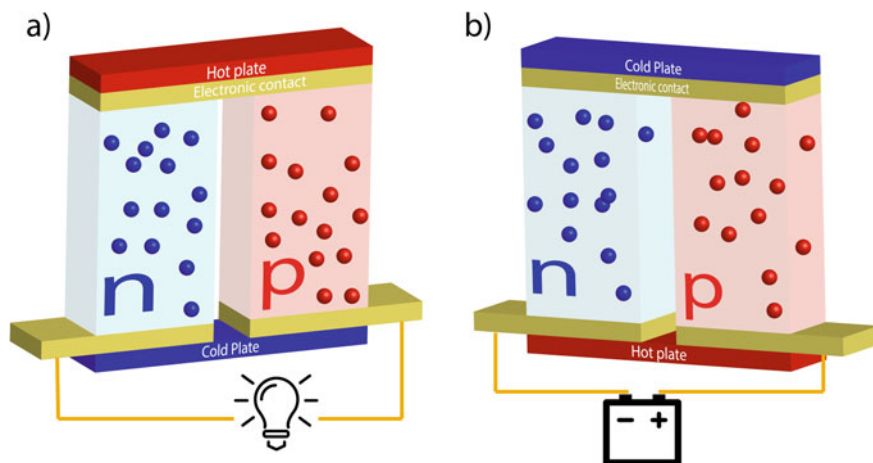 a)
Hot plate
Electronic contact
n
p
Cold Plate
b)
Cold Plate
Electronic contact
n
p
Hot plate
− +